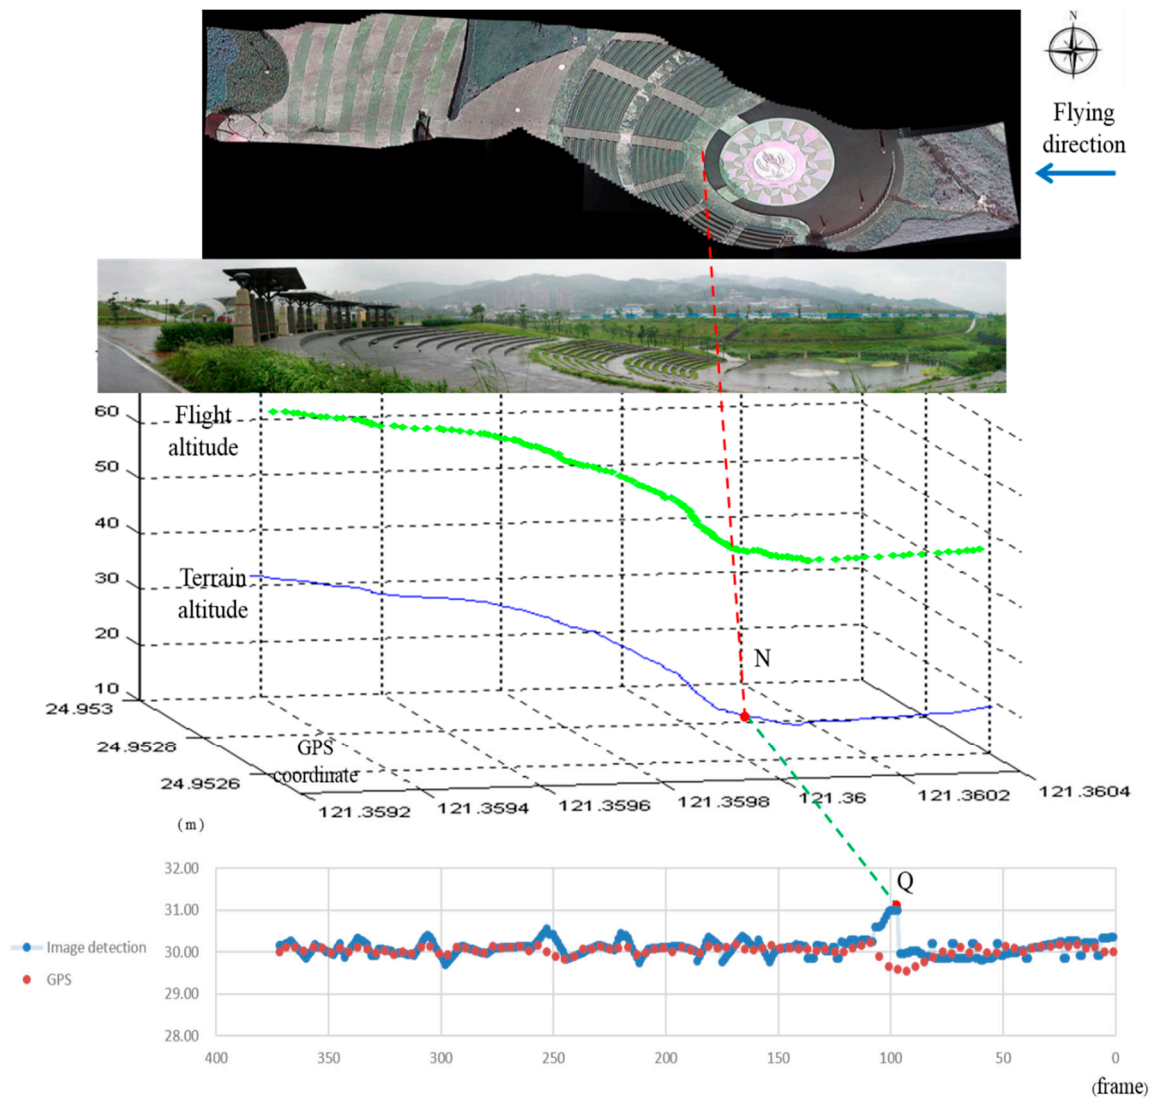 N
Flying
direction
60
Flight
altitude
50
40
30
Terrain
altitude
20
N
10
24.953
24.9528
GPS
coordinate
24.9526
121.3592
121.3594
121.3596
121.3598
121.36
121.3602
121.3604
(m)
32.00
Q
31.00
Image detection
30.00
GPS
29.00
28.00
400 350 300 250 200 150 100 50 0
(frame)